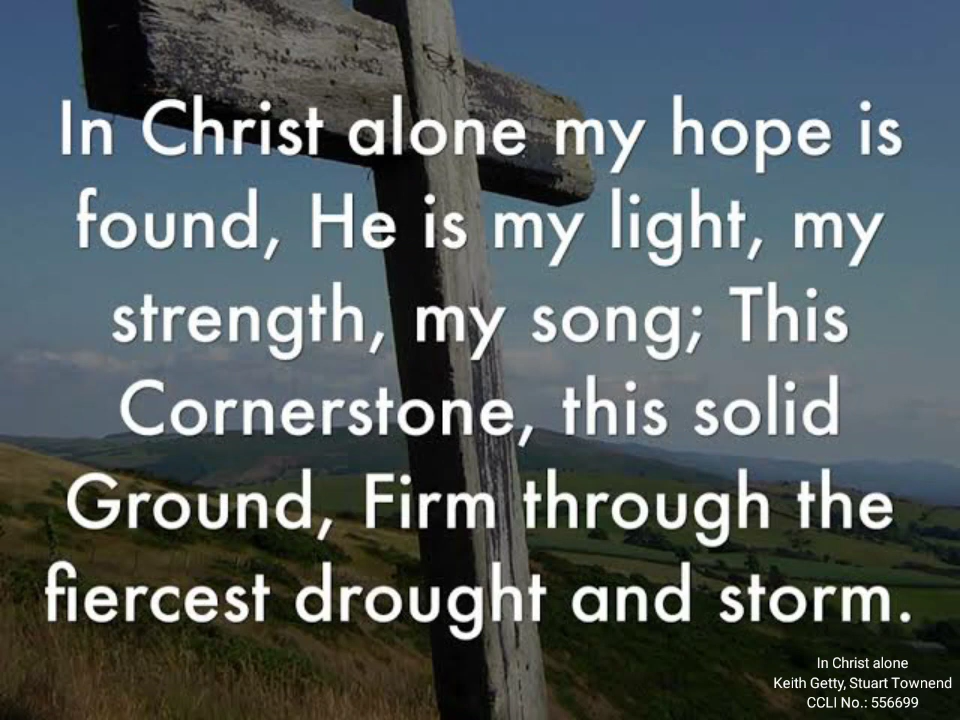 In Christ alone my hope is
found, He is my light, my
strength, my song; This
Cornerstone, this solid
Ground, Firm through the
fiercest drought and storm.
In Christ alone
Keith Getty, Stuart Townend
CCLI No.: 556699